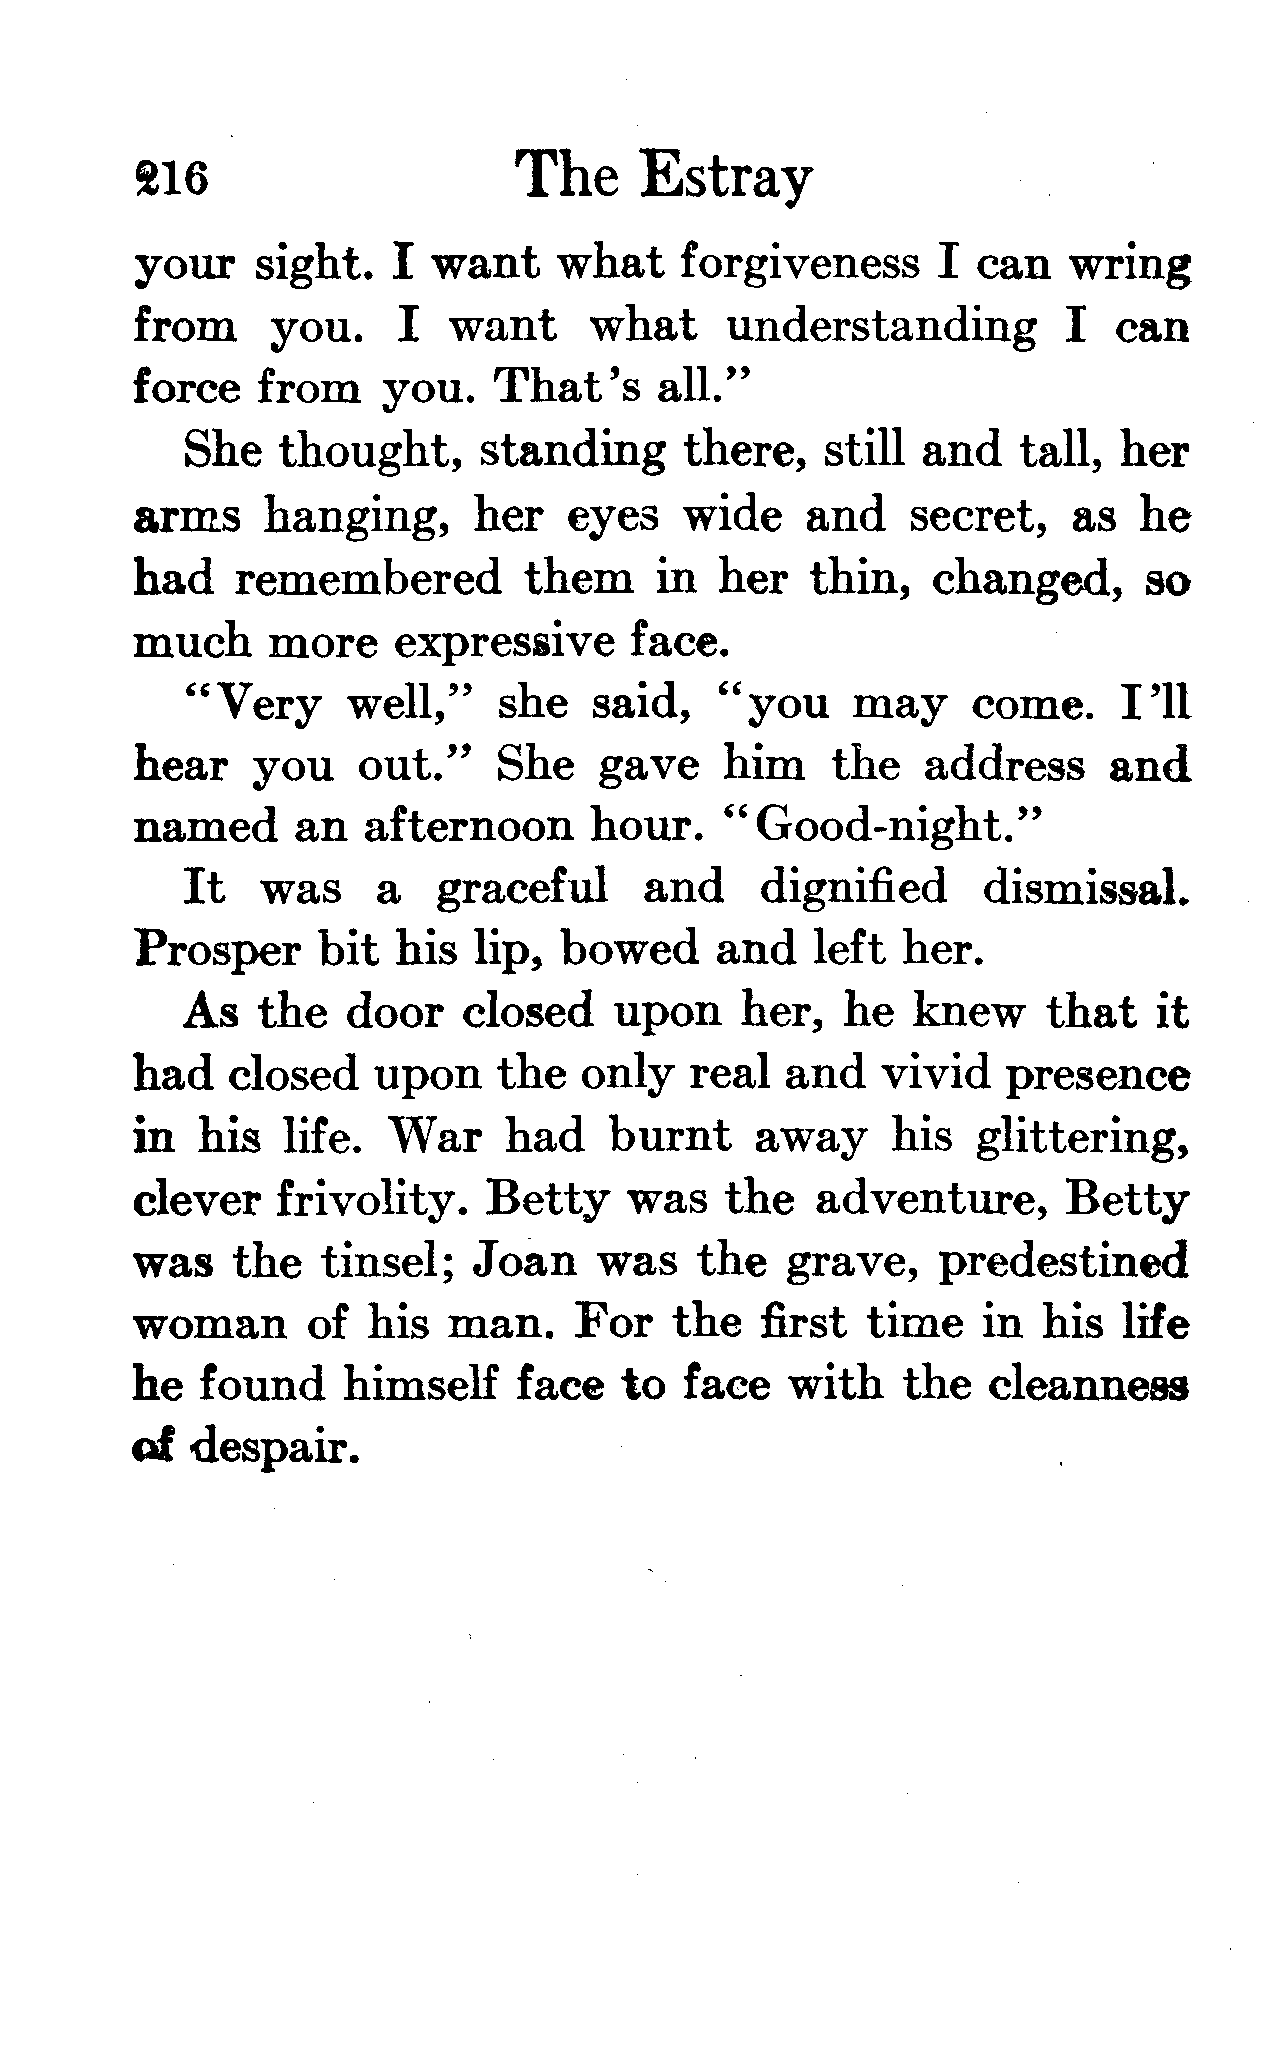 216 The Estray
your sight. I want what forgiveness I can wring
from you. I want what understanding I can
force from you. That's all."
She thought, standing there, still and tall, her
arms hanging, her eyes wide and secret, as he
had remembered them in her thin, changed, so
much more expressive face.
"Very well," she said, "you may come. I'll
hear you out." She gave him the address and
named an afternoon hour. "Good-night."
It was a graceful and dignified dismissal.
Prosper bit his lip, bowed and left her.
As the door closed upon her, he knew that it
had closed upon the only real and vivid presence
in his life. War had burnt away his glittering,
clever frivolity. Betty was the adventure, Betty
was the tinsel; Joan was the grave, predestined
woman of his man. For the first time in his life
he found himself face to face with the cleanness
of despair.